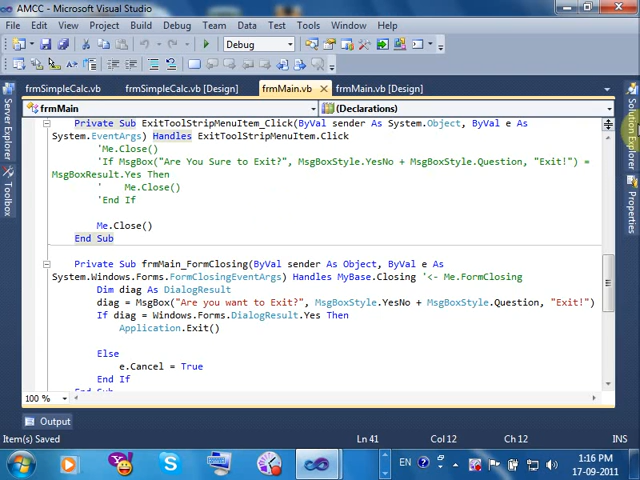 AMCC - Microsoft Visual Studio
File Edit View Project Build Debug Team Data Test Tools Window Help
Debug
frmSimpleCalc.vb frmSimpleCalc.vb [Design] frmMain.vb frmMain.vb [Design]
frmMain (Declarations)
Server Explorer
Toolbox
Solution Explorer
Properties
Private Sub ExitToolStripMenuItem_Click(ByVal sender As System.Object, ByVal e As
System.EventArgs) Handles ExitToolStripMenuItem.Click
'Me.Close()
'If MsgBox("Are You Sure to Exit?", MsgBoxStyle.YesNo + MsgBoxStyle.Question, "Exit!") =
MsgBoxResult.Yes Then
' Me.Close()
'End If
Me.Close()
End Sub
Private Sub frmMain_FormClosing(ByVal sender As Object, ByVal e As
System.Windows.Forms.FormClosingEventArgs) Handles MyBase.Closing '<- Me.FormClosing
Dim diag As DialogResult
diag = MsgBox("Are you want to Exit?", MsgBoxStyle.YesNo + MsgBoxStyle.Question, "Exit!")
If diag = Windows.Forms.DialogResult.Yes Then
Application.Exit()
Else
e.Cancel = True
End If
End Sub
100 %
Output
Item(s) Saved Ln 41 Col 12 Ch 12 INS
EN 1:16 PM
17-09-2011